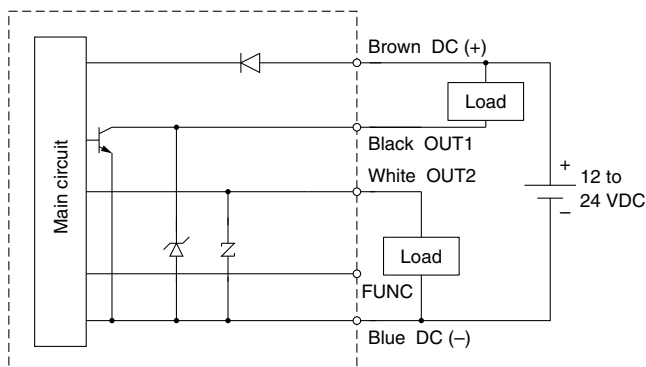 Brown DC (+)
Load
Black OUT1
White OUT2
Main circuit
+
12 to
24 VDC
–
Load
FUNC
Blue DC (–)